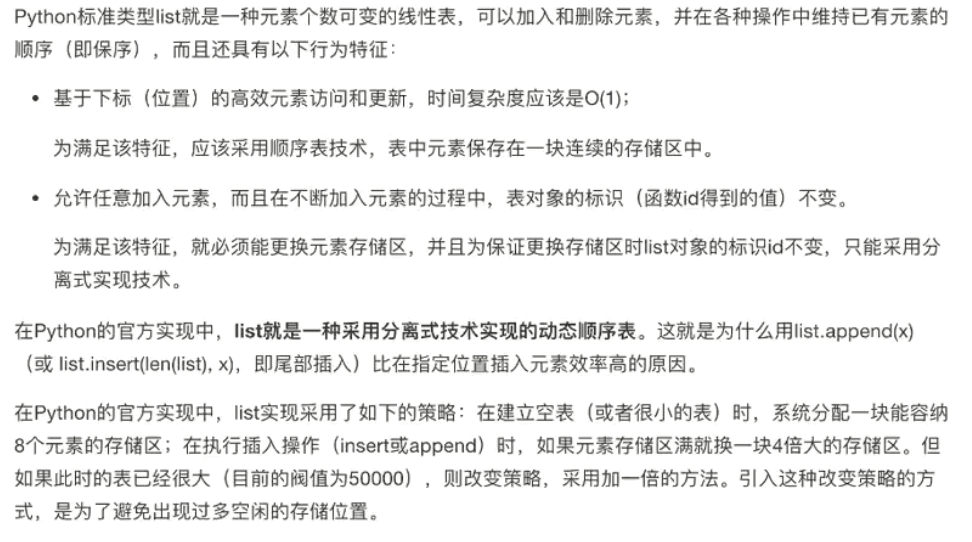 Python标准类型list就是一种元素个数可变的线性表，可以加入和删除元素，并在各种操作中维持已有元素的
顺序（即保序），而且还具有以下行为特征：
• 基于下标（位置）的高效元素访问和更新，时间复杂度应该是O(1)；
为满足该特征，应该采用顺序表技术，表中元素保存在一块连续的存储区中。
• 允许任意加入元素，而且在不断加入元素的过程中，表对象的标识（函数id得到的值）不变。
为满足该特征，就必须能更换元素存储区，并且为保证更换存储区时list对象的标识id不变，只能采用分
离式实现技术。
在Python的官方实现中，list就是一种采用分离式技术实现的动态顺序表。这就是为什么用list.append(x)
（或 list.insert(len(list), x)，即尾部插入）比在指定位置插入元素效率高的原因。
在Python的官方实现中，list实现采用了如下的策略：在建立空表（或者很小的表）时，系统分配一块能容纳
8个元素的存储区；在执行插入操作（insert或append）时，如果元素存储区满就换一块4倍大的存储区。但
如果此时的表已经很大（目前的阀值为50000），则改变策略，采用加一倍的方法。引入这种改变策略的方
式，是为了避免出现过多空闲的存储位置。